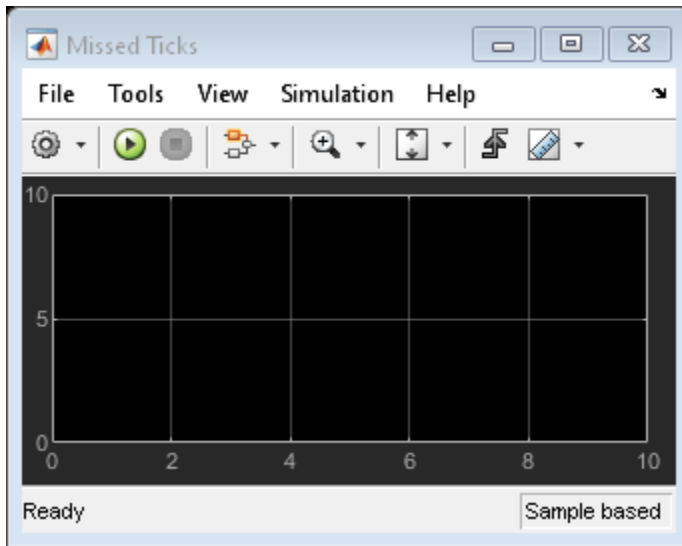 Missed Ticks
File Tools View Simulation Help
10
5
0
0 2 4 6 8 10
Ready Sample based